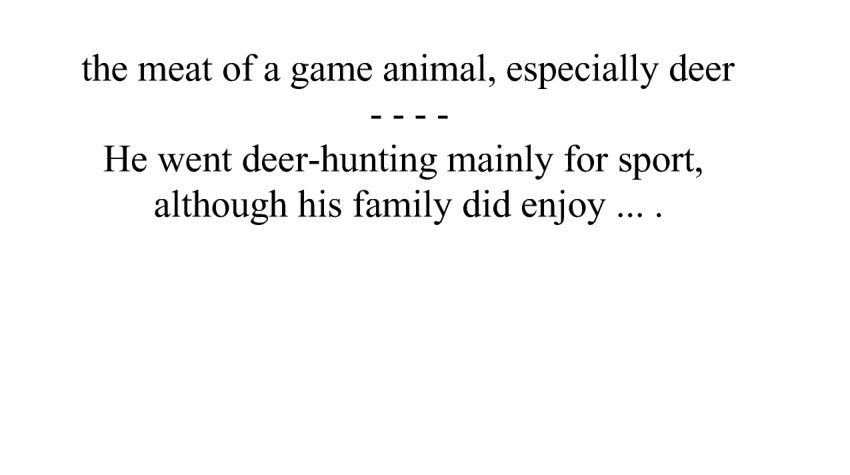 the meat of a game animal, especially deer
- - - -
He went deer-hunting mainly for sport,
although his family did enjoy ... .